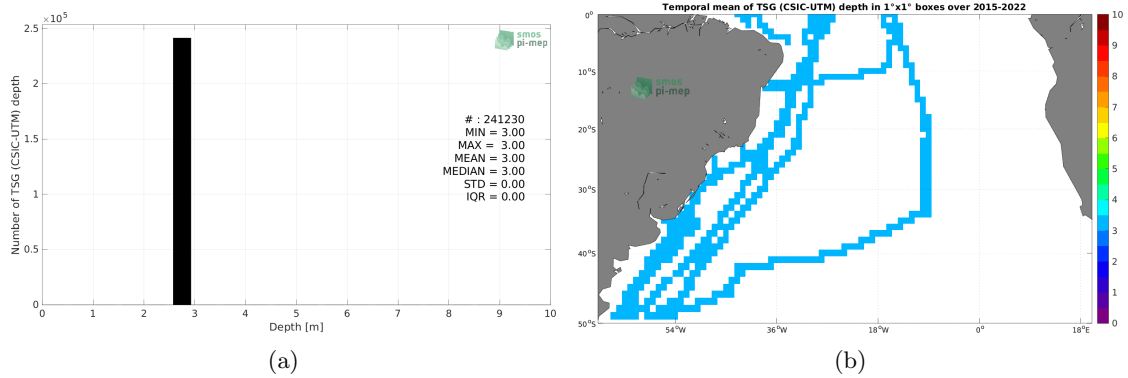 ×10⁵
2.5
2
1.5
1
0.5
0
Number of TSG (CSIC-UTM) depth
smos
pi-mep
# : 241230
MIN = 3.00
MAX = 3.00
MEAN = 3.00
MEDIAN = 3.00
STD = 0.00
IQR = 0.00
0 1 2 3 4 5 6 7 8 9 10
Depth [m]
(a)
Temporal mean of TSG (CSIC-UTM) depth in 1°x1° boxes over 2015-2022
0°
10°S
20°S
30°S
40°S
50°S
smos
pi-mep
54°W 36°W 18°W 0° 18°E
10
9
8
7
6
5
4
3
2
1
0
(b)